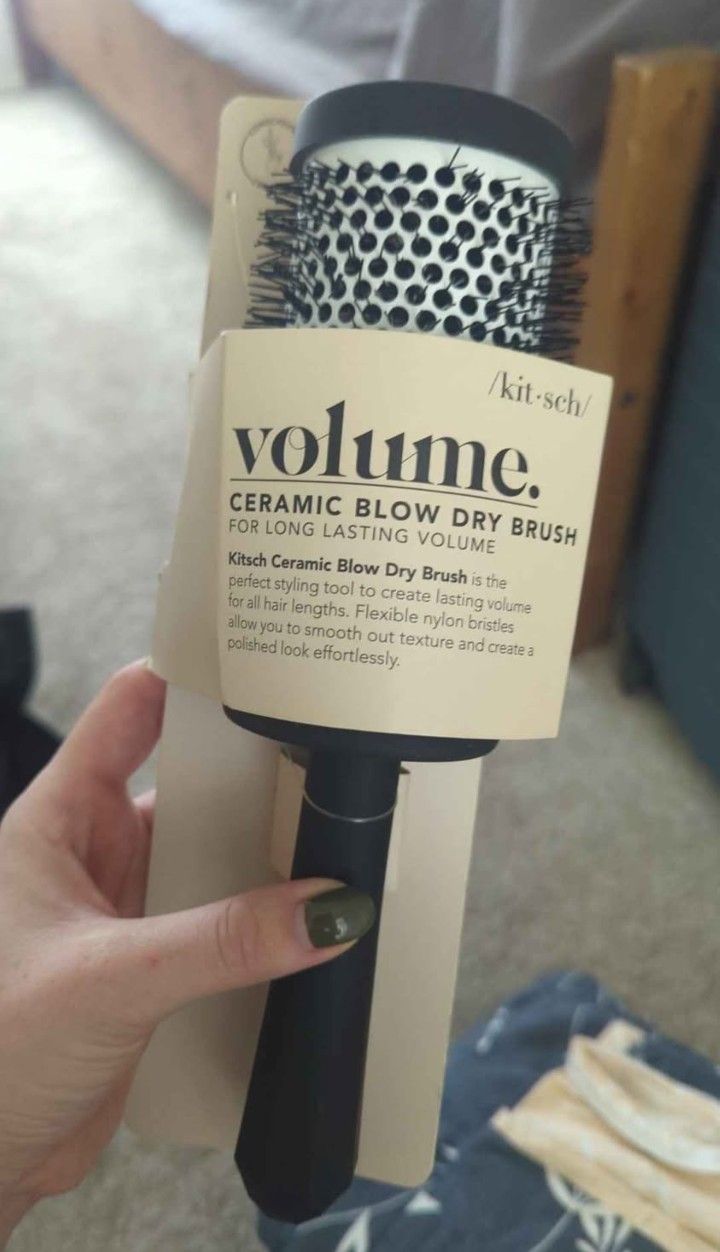 /kit·sch/
volume.
CERAMIC BLOW DRY BRUSH
FOR LONG LASTING VOLUME
Kitsch Ceramic Blow Dry Brush is the
perfect styling tool to create lasting volume
for all hair lengths. Flexible nylon bristles
allow you to smooth out texture and create a
polished look effortlessly.